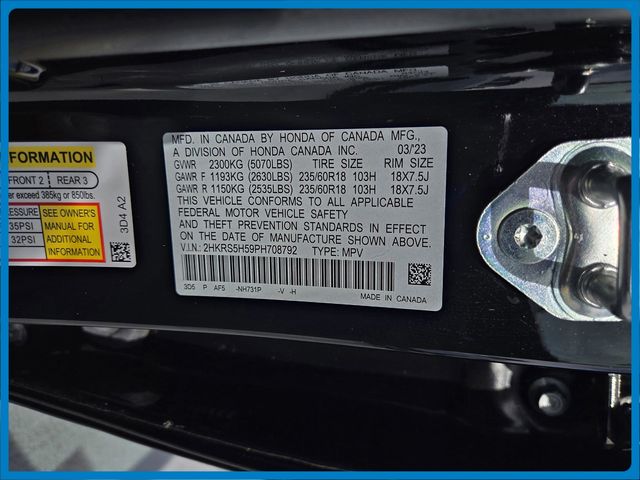 MFD. IN CANADA BY HONDA OF CANADA MFG.,
A DIVISION OF HONDA CANADA INC. 03/'23
GVWR 2300KG (5070LBS) TIRE SIZE RIM SIZE
GAWR F 1193KG (2630LBS) 235/60R18 103H 18X7.5J
GAWR R 1150KG (2535LBS) 235/60R18 103H 18X7.5J
THIS VEHICLE CONFORMS TO ALL APPLICABLE
FEDERAL MOTOR VEHICLE SAFETY
AND THEFT PREVENTION STANDARDS IN EFFECT
ON THE DATE OF MANUFACTURE SHOWN ABOVE.
V.I.N.: 2HKRS5H59PH708792 TYPE: MPV
3D5 P AF5 -NH731P -V -H
MADE IN CANADA
FORMATION
FRONT 2 REAR 3
er exceed 385kg or 850lbs.
PRESSURE SEE OWNER'S
35PSI MANUAL FOR
32PSI ADDITIONAL
INFORMATION
3D4 A2